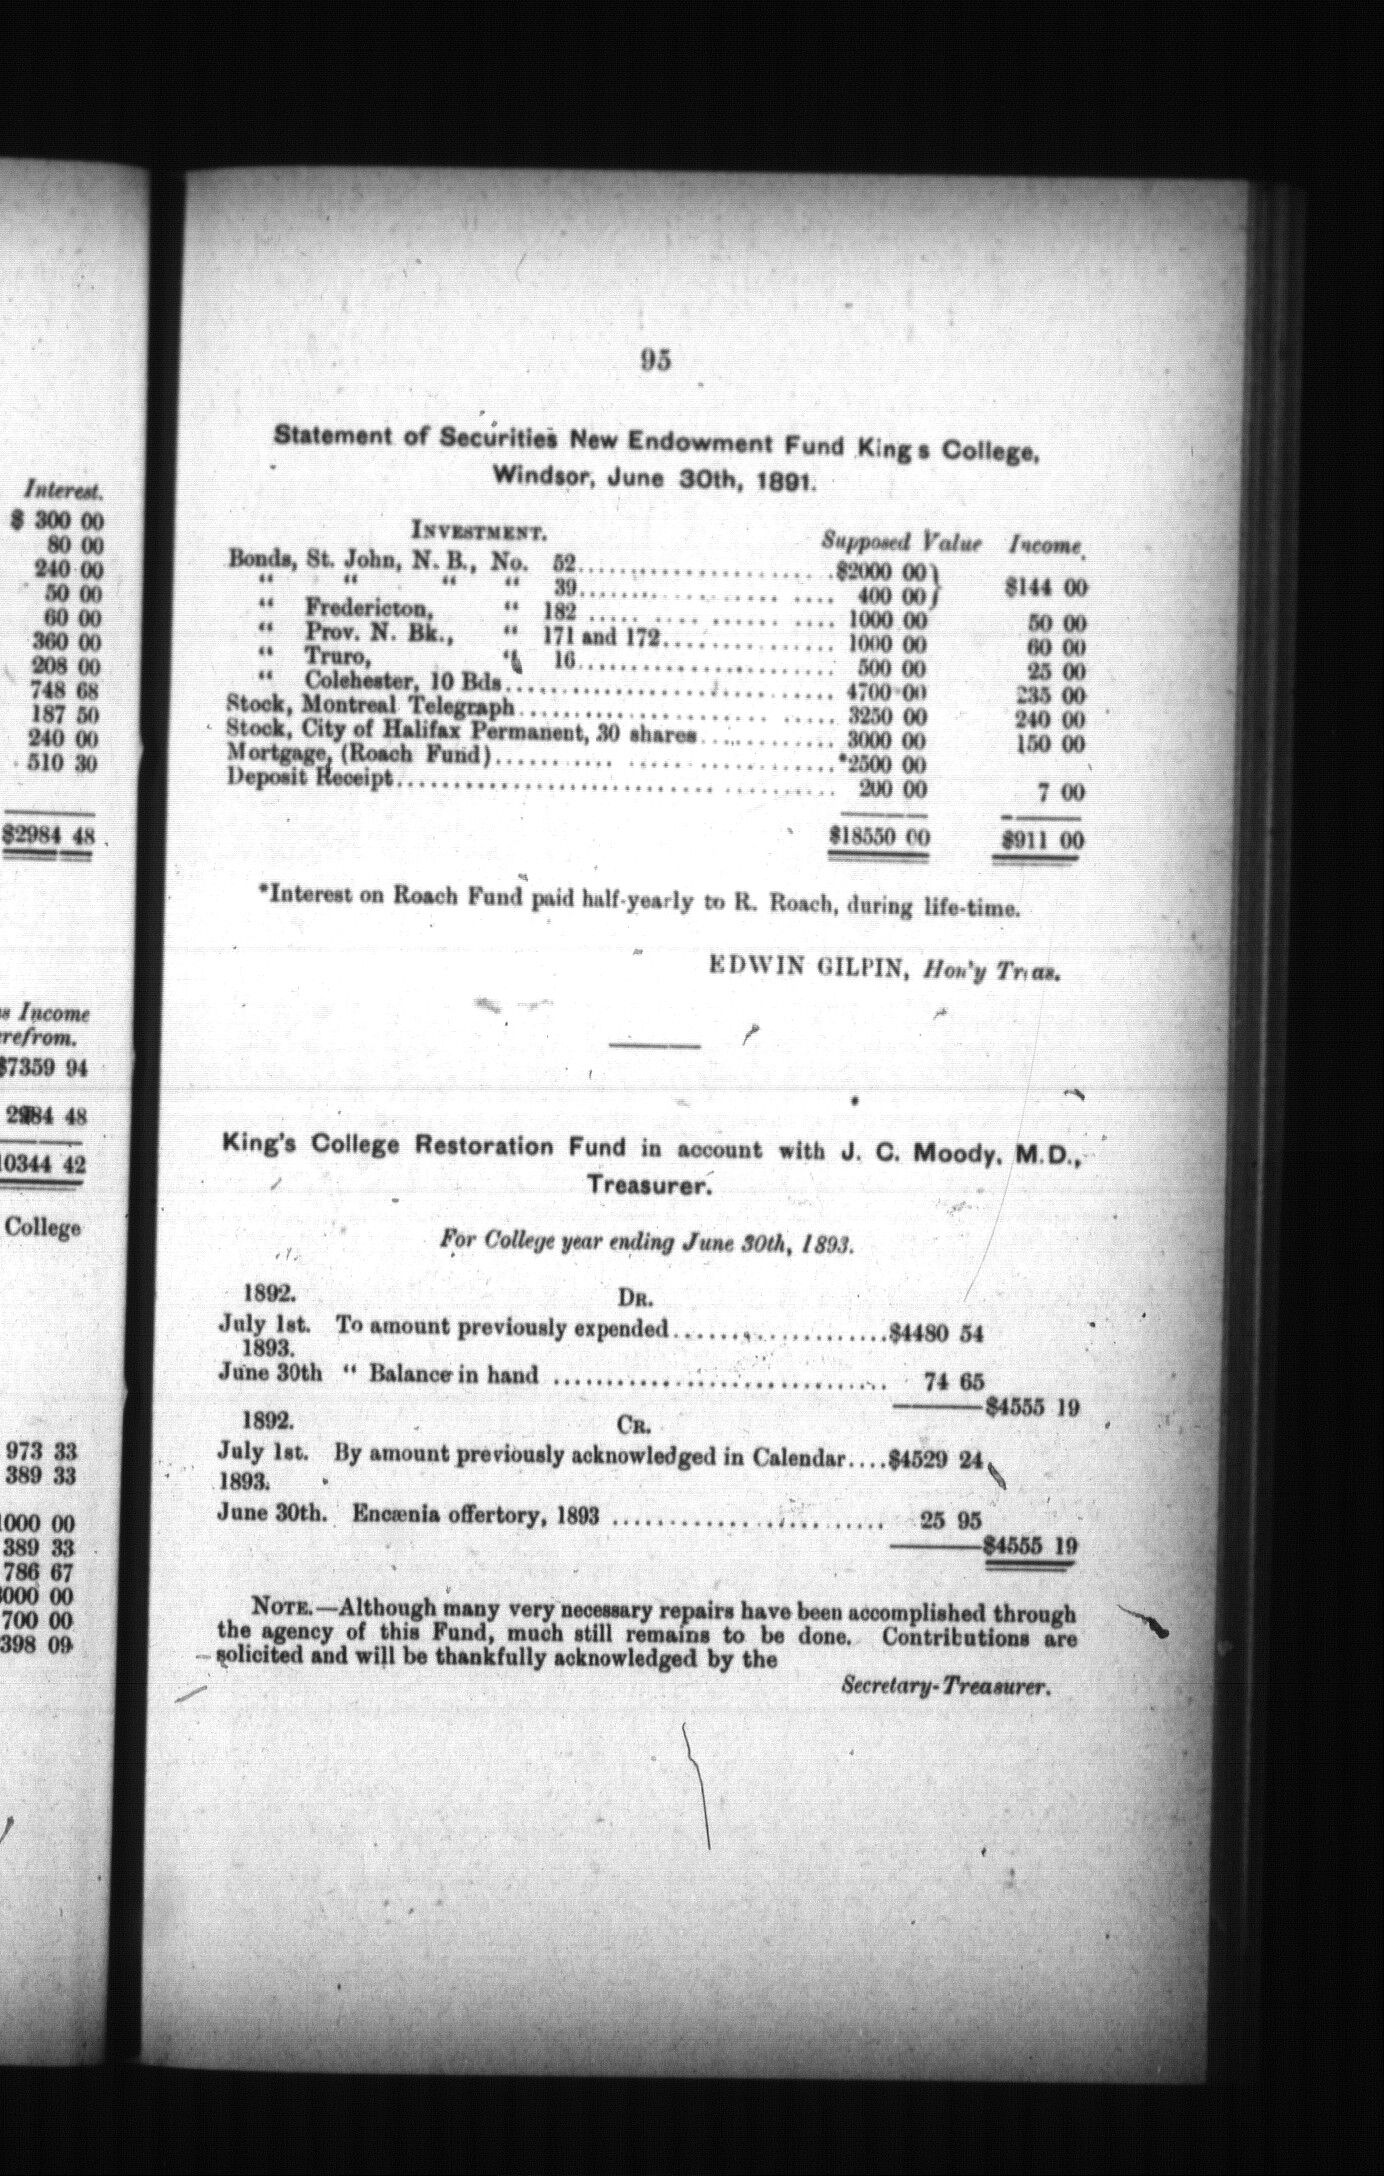 Interest.
$ 300 00
80 00
240 00
50 00
60 00
360 00
208 00
748 68
187 50
240 00
510 30
$2984 48
Income
refrom.
$7359 94
2984 48
10344 42
College
973 33
389 33
000 00
389 33
786 67
000 00
700 00
398 09
95
Statement of Securities New Endowment Fund King s College,
Windsor, June 30th, 1891.
INVESTMENT. Supposed Value Income.
Bonds, St. John, N. B., No. 52.......................$2000 00} $144 00
“ “ “ “ 39....................... 400 00}
“ Fredericton, “ 182 ..................... 1000 00 50 00
“ Prov. N. Bk., “ 171 and 172............... 1000 00 60 00
“ Truro, “ 16....................... 500 00 25 00
“ Colchester, 10 Bds............................. 4700 00 235 00
Stock, Montreal Telegraph........................... 3250 00 240 00
Stock, City of Halifax Permanent, 30 shares............ 3000 00 150 00
Mortgage, (Roach Fund)..............................*2500 00
Deposit Receipt..................................... 200 00 7 00
$18550 00 $911 00
*Interest on Roach Fund paid half-yearly to R. Roach, during life-time.
EDWIN GILPIN, Hon'y Treas.
King's College Restoration Fund in account with J. C. Moody, M.D.,
Treasurer.
For College year ending June 30th, 1893.
1892. DR.
July 1st. To amount previously expended...................$4480 54
1893.
June 30th “ Balance in hand .............................. 74 65
$4555 19
1892. CR.
July 1st. By amount previously acknowledged in Calendar....$4529 24
1893.
June 30th. Encænia offertory, 1893 ........................ 25 95
$4555 19
NOTE.—Although many very necessary repairs have been accomplished through
the agency of this Fund, much still remains to be done. Contributions are
solicited and will be thankfully acknowledged by the
Secretary-Treasurer.